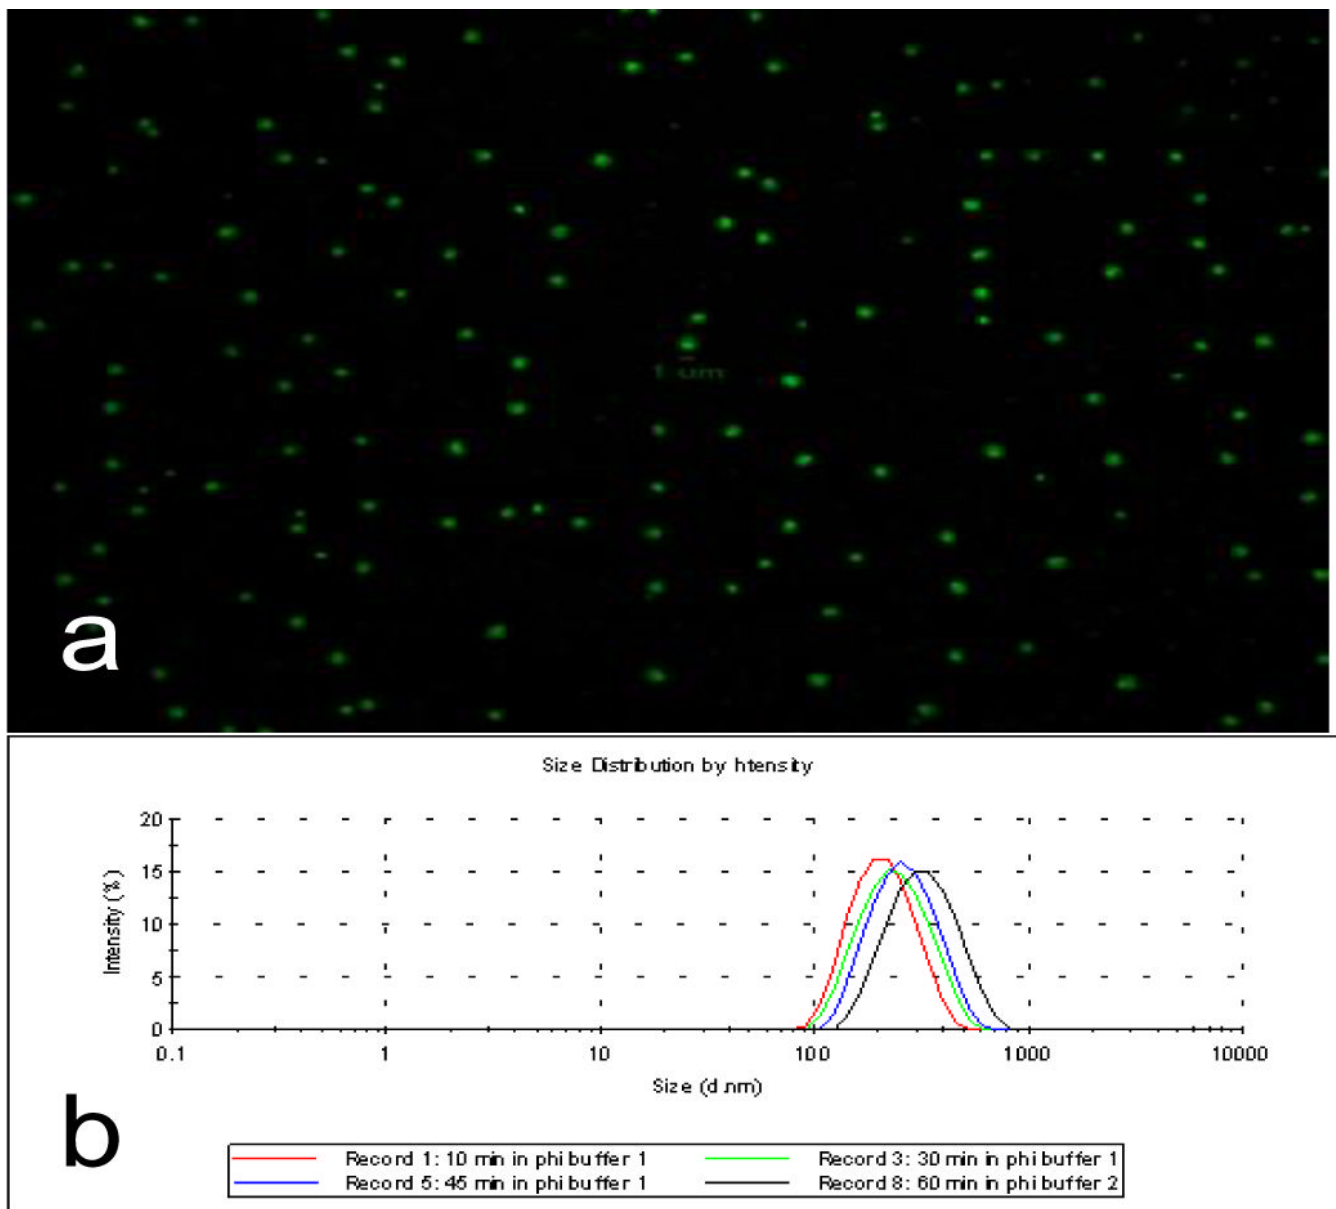 1 um
a
Size Distribution by htensity
20
15
10
5
0
Intensity (%)
0.1 1 10 100 1000 10000
Size (d.nm)
b
Record 1: 10 min in phi buffer 1 Record 3: 30 min in phi buffer 1
Record 5: 45 min in phi buffer 1 Record 8: 60 min in phi buffer 2